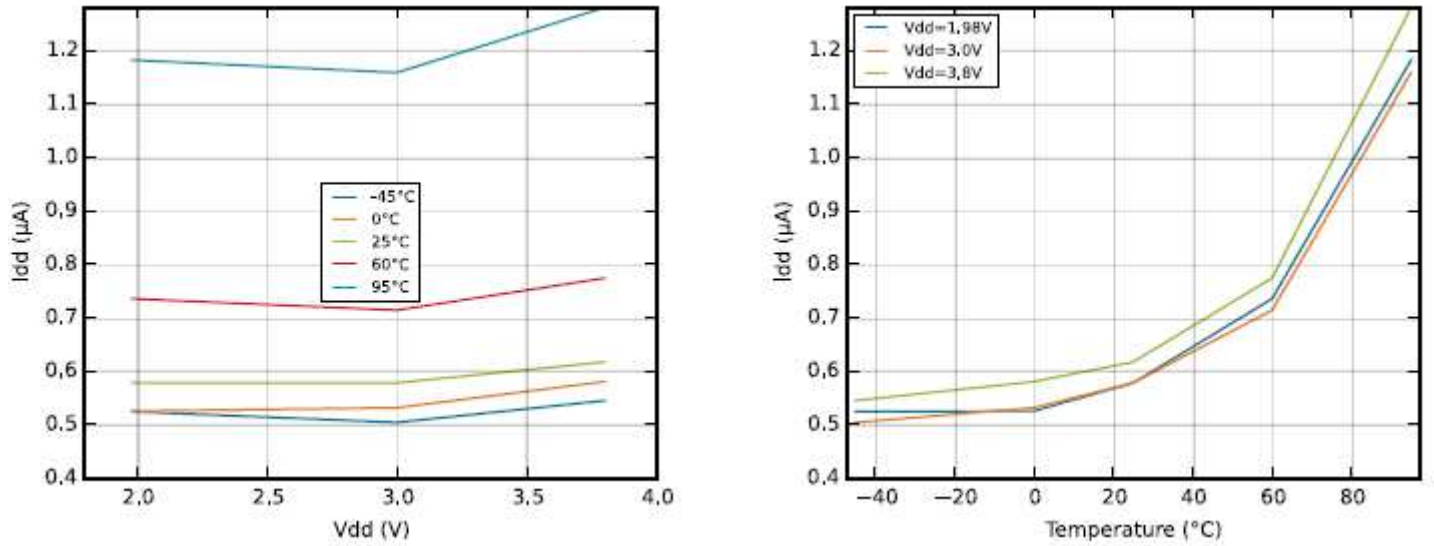 1.2
1.1
1.0
0.9
0.8
0.7
0.6
0.5
0.4
Idd (µA)
-45°C
0°C
25°C
60°C
95°C
2.0 2.5 3.0 3.5 4.0
Vdd (V)
1.2
1.1
1.0
0.9
0.8
0.7
0.6
0.5
0.4
Idd (µA)
Vdd=1.98V
Vdd=3.0V
Vdd=3.8V
−40 −20 0 20 40 60 80
Temperature (°C)